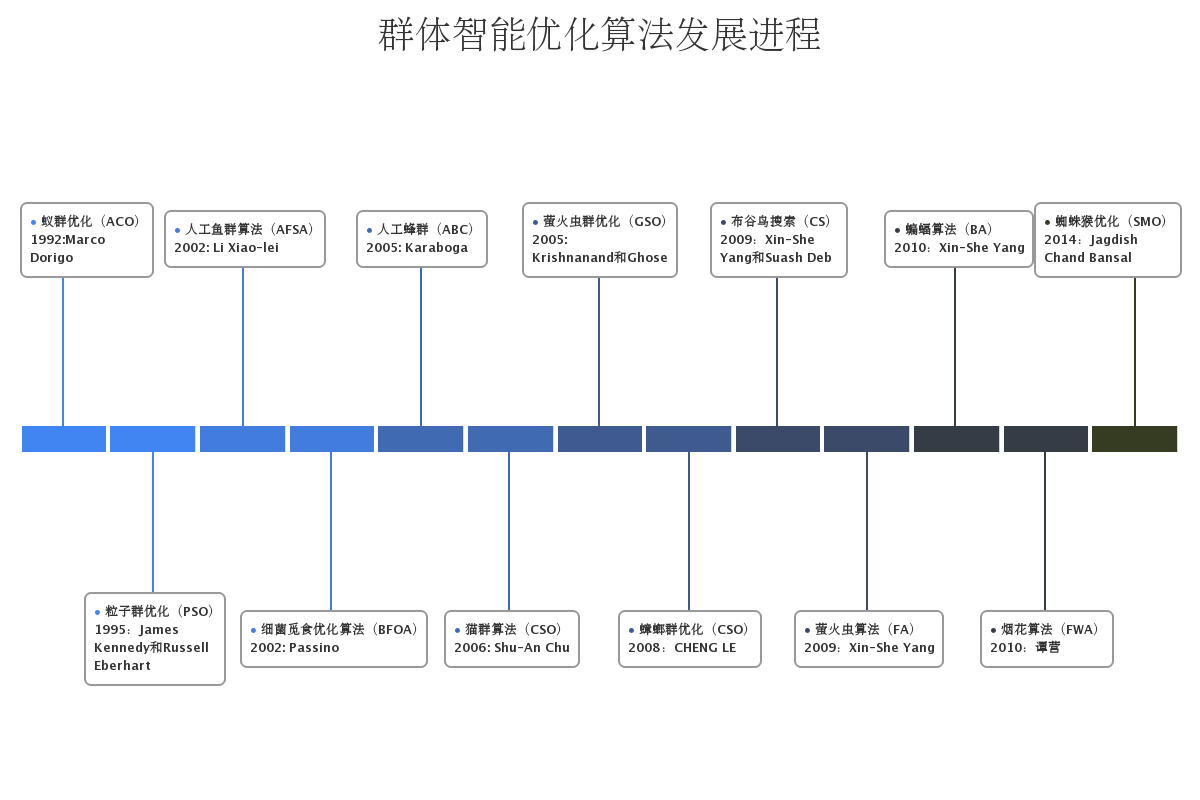 群体智能优化算法发展进程
• 蚁群优化（ACO）
1992:Marco
Dorigo
• 人工鱼群算法（AFSA）
2002: Li Xiao-lei
• 人工蜂群（ABC）
2005: Karaboga
• 萤火虫群优化（GSO）
2005:
Krishnanand和Ghose
• 布谷鸟搜索（CS）
2009：Xin-She
Yang和Suash Deb
• 蝙蝠算法（BA）
2010：Xin-She Yang
• 蜘蛛猴优化（SMO）
2014：Jagdish
Chand Bansal
• 粒子群优化（PSO）
1995：James
Kennedy和Russell
Eberhart
• 细菌觅食优化算法（BFOA）
2002: Passino
• 猫群算法（CSO）
2006: Shu-An Chu
• 蟑螂群优化（CSO）
2008：CHENG LE
• 萤火虫算法（FA）
2009：Xin-She Yang
• 烟花算法（FWA）
2010：谭营